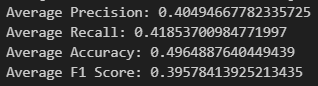 Average Precision: 0.40494667782335725
Average Recall: 0.41853700984771997
Average Accuracy: 0.4964887640449439
Average F1 Score: 0.39578413925213435